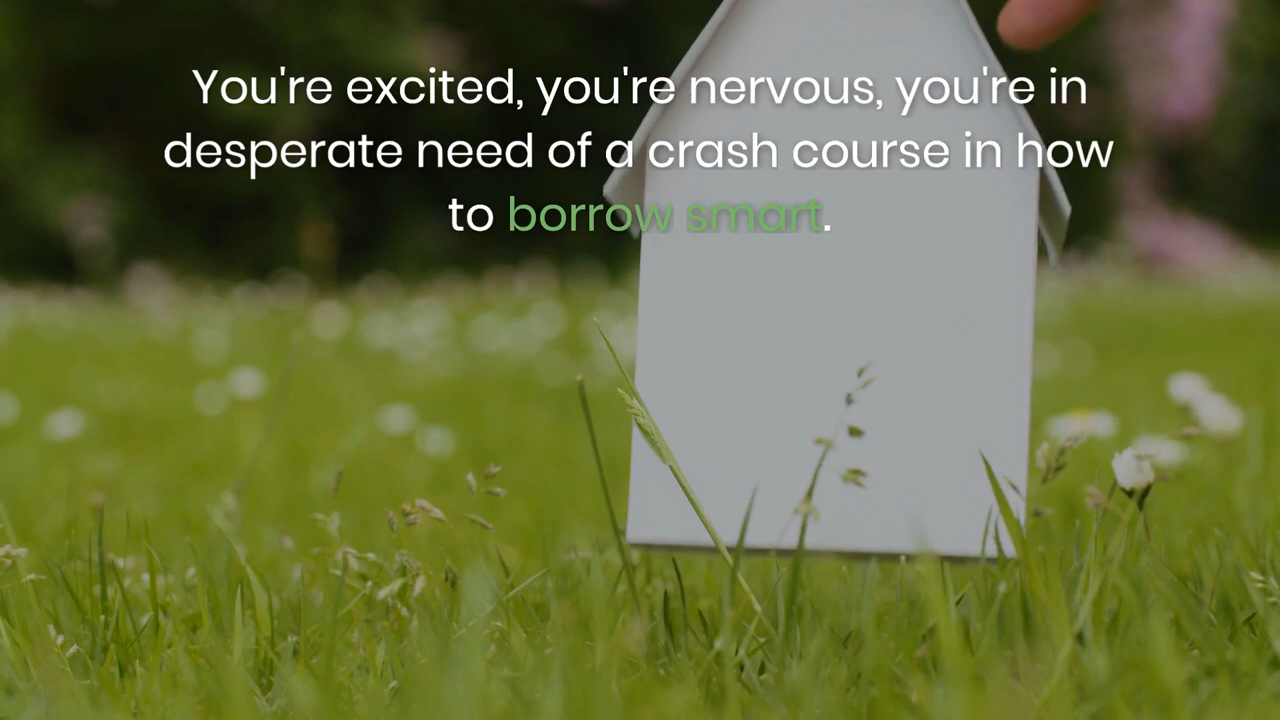 You're excited, you're nervous, you're in
desperate need of a crash course in how
to borrow smart.